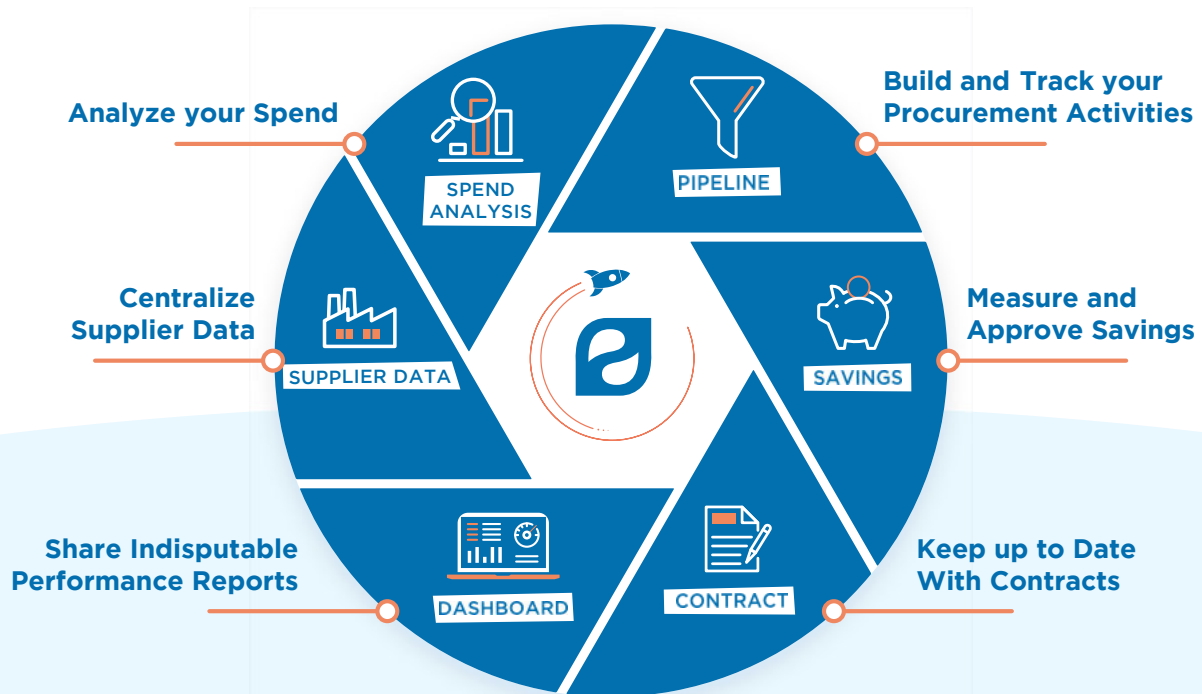 Analyze your Spend
SPEND
ANALYSIS
PIPELINE
Build and Track your
Procurement Activities
Centralize
Supplier Data
SUPPLIER DATA
SAVINGS
Measure and
Approve Savings
Share Indisputable
Performance Reports
DASHBOARD
CONTRACT
Keep up to Date
With Contracts